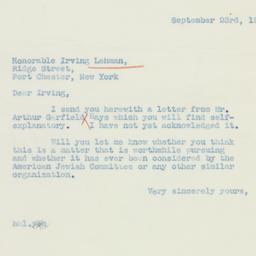 September 23rd, 19
Honorable Irving Lehman,
Ridge Street,
Port Chester, New York
Dear Irving,
I send you herewith a letter from Mr.
Arthur Garfield Hays which you will find self-
explanatory. I have not yet acknowledged it.
Will you let me know whether you think
this is a matter that is worthwhile pursuing
and whether it has ever been considered by the
American Jewish Committee or any other similar
organization.
Very sincerely yours,